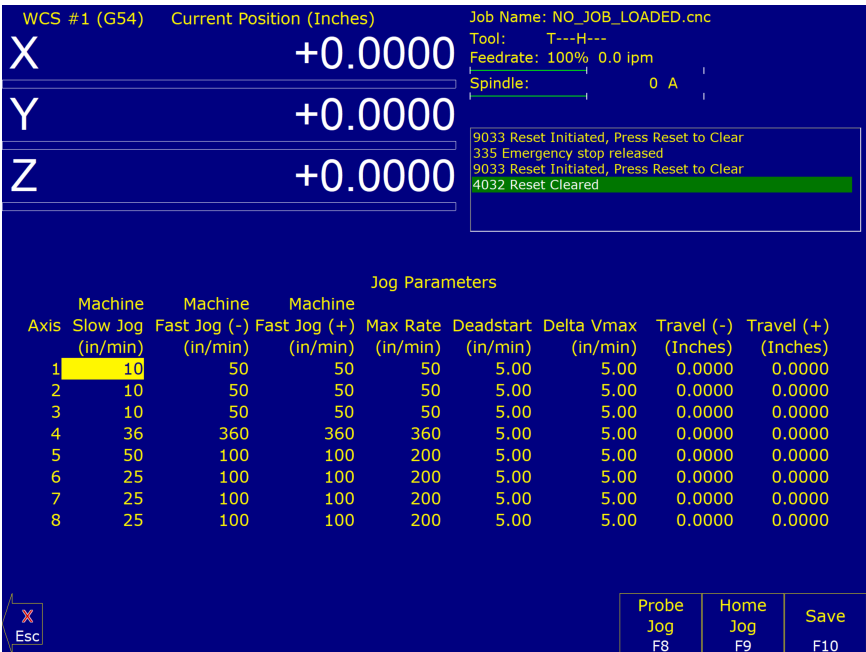 WCS #1 (G54) Current Position (Inches)
X +0.0000
Y +0.0000
Z +0.0000
Job Name: NO_JOB_LOADED.cnc
Tool: T---H---
Feedrate: 100% 0.0 ipm
Spindle: 0 A
9033 Reset Initiated, Press Reset to Clear
335 Emergency stop released
9033 Reset Initiated, Press Reset to Clear
4032 Reset Cleared
Jog Parameters
Machine Machine Machine
Axis Slow Jog Fast Jog (-) Fast Jog (+) Max Rate Deadstart Delta Vmax Travel (-) Travel (+)
(in/min) (in/min) (in/min) (in/min) (in/min) (in/min) (Inches) (Inches)
1 10 50 50 50 5.00 5.00 0.0000 0.0000
2 10 50 50 50 5.00 5.00 0.0000 0.0000
3 10 50 50 50 5.00 5.00 0.0000 0.0000
4 36 360 360 360 5.00 5.00 0.0000 0.0000
5 50 100 100 200 5.00 5.00 0.0000 0.0000
6 25 100 100 200 5.00 5.00 0.0000 0.0000
7 25 100 100 200 5.00 5.00 0.0000 0.0000
8 25 100 100 200 5.00 5.00 0.0000 0.0000
X
Esc
Probe
Jog
F8
Home
Jog
F9
Save
F10